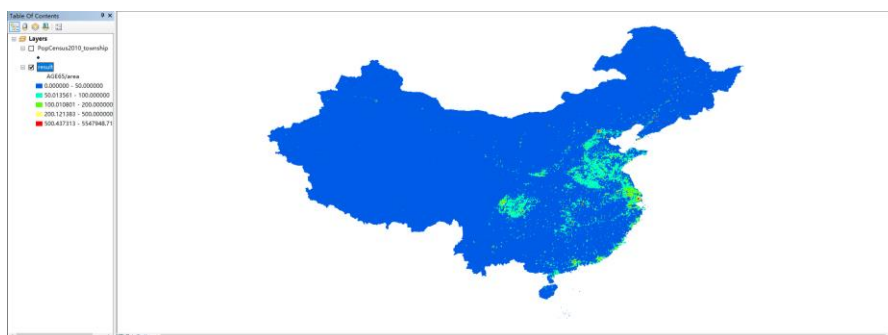 Table Of Contents
Layers
PopCensus2010_township
result
AGE65/area
0.000000 - 50.000000
50.013561 - 100.000000
100.010801 - 200.000000
200.121383 - 500.000000
500.437313 - 5547948.71